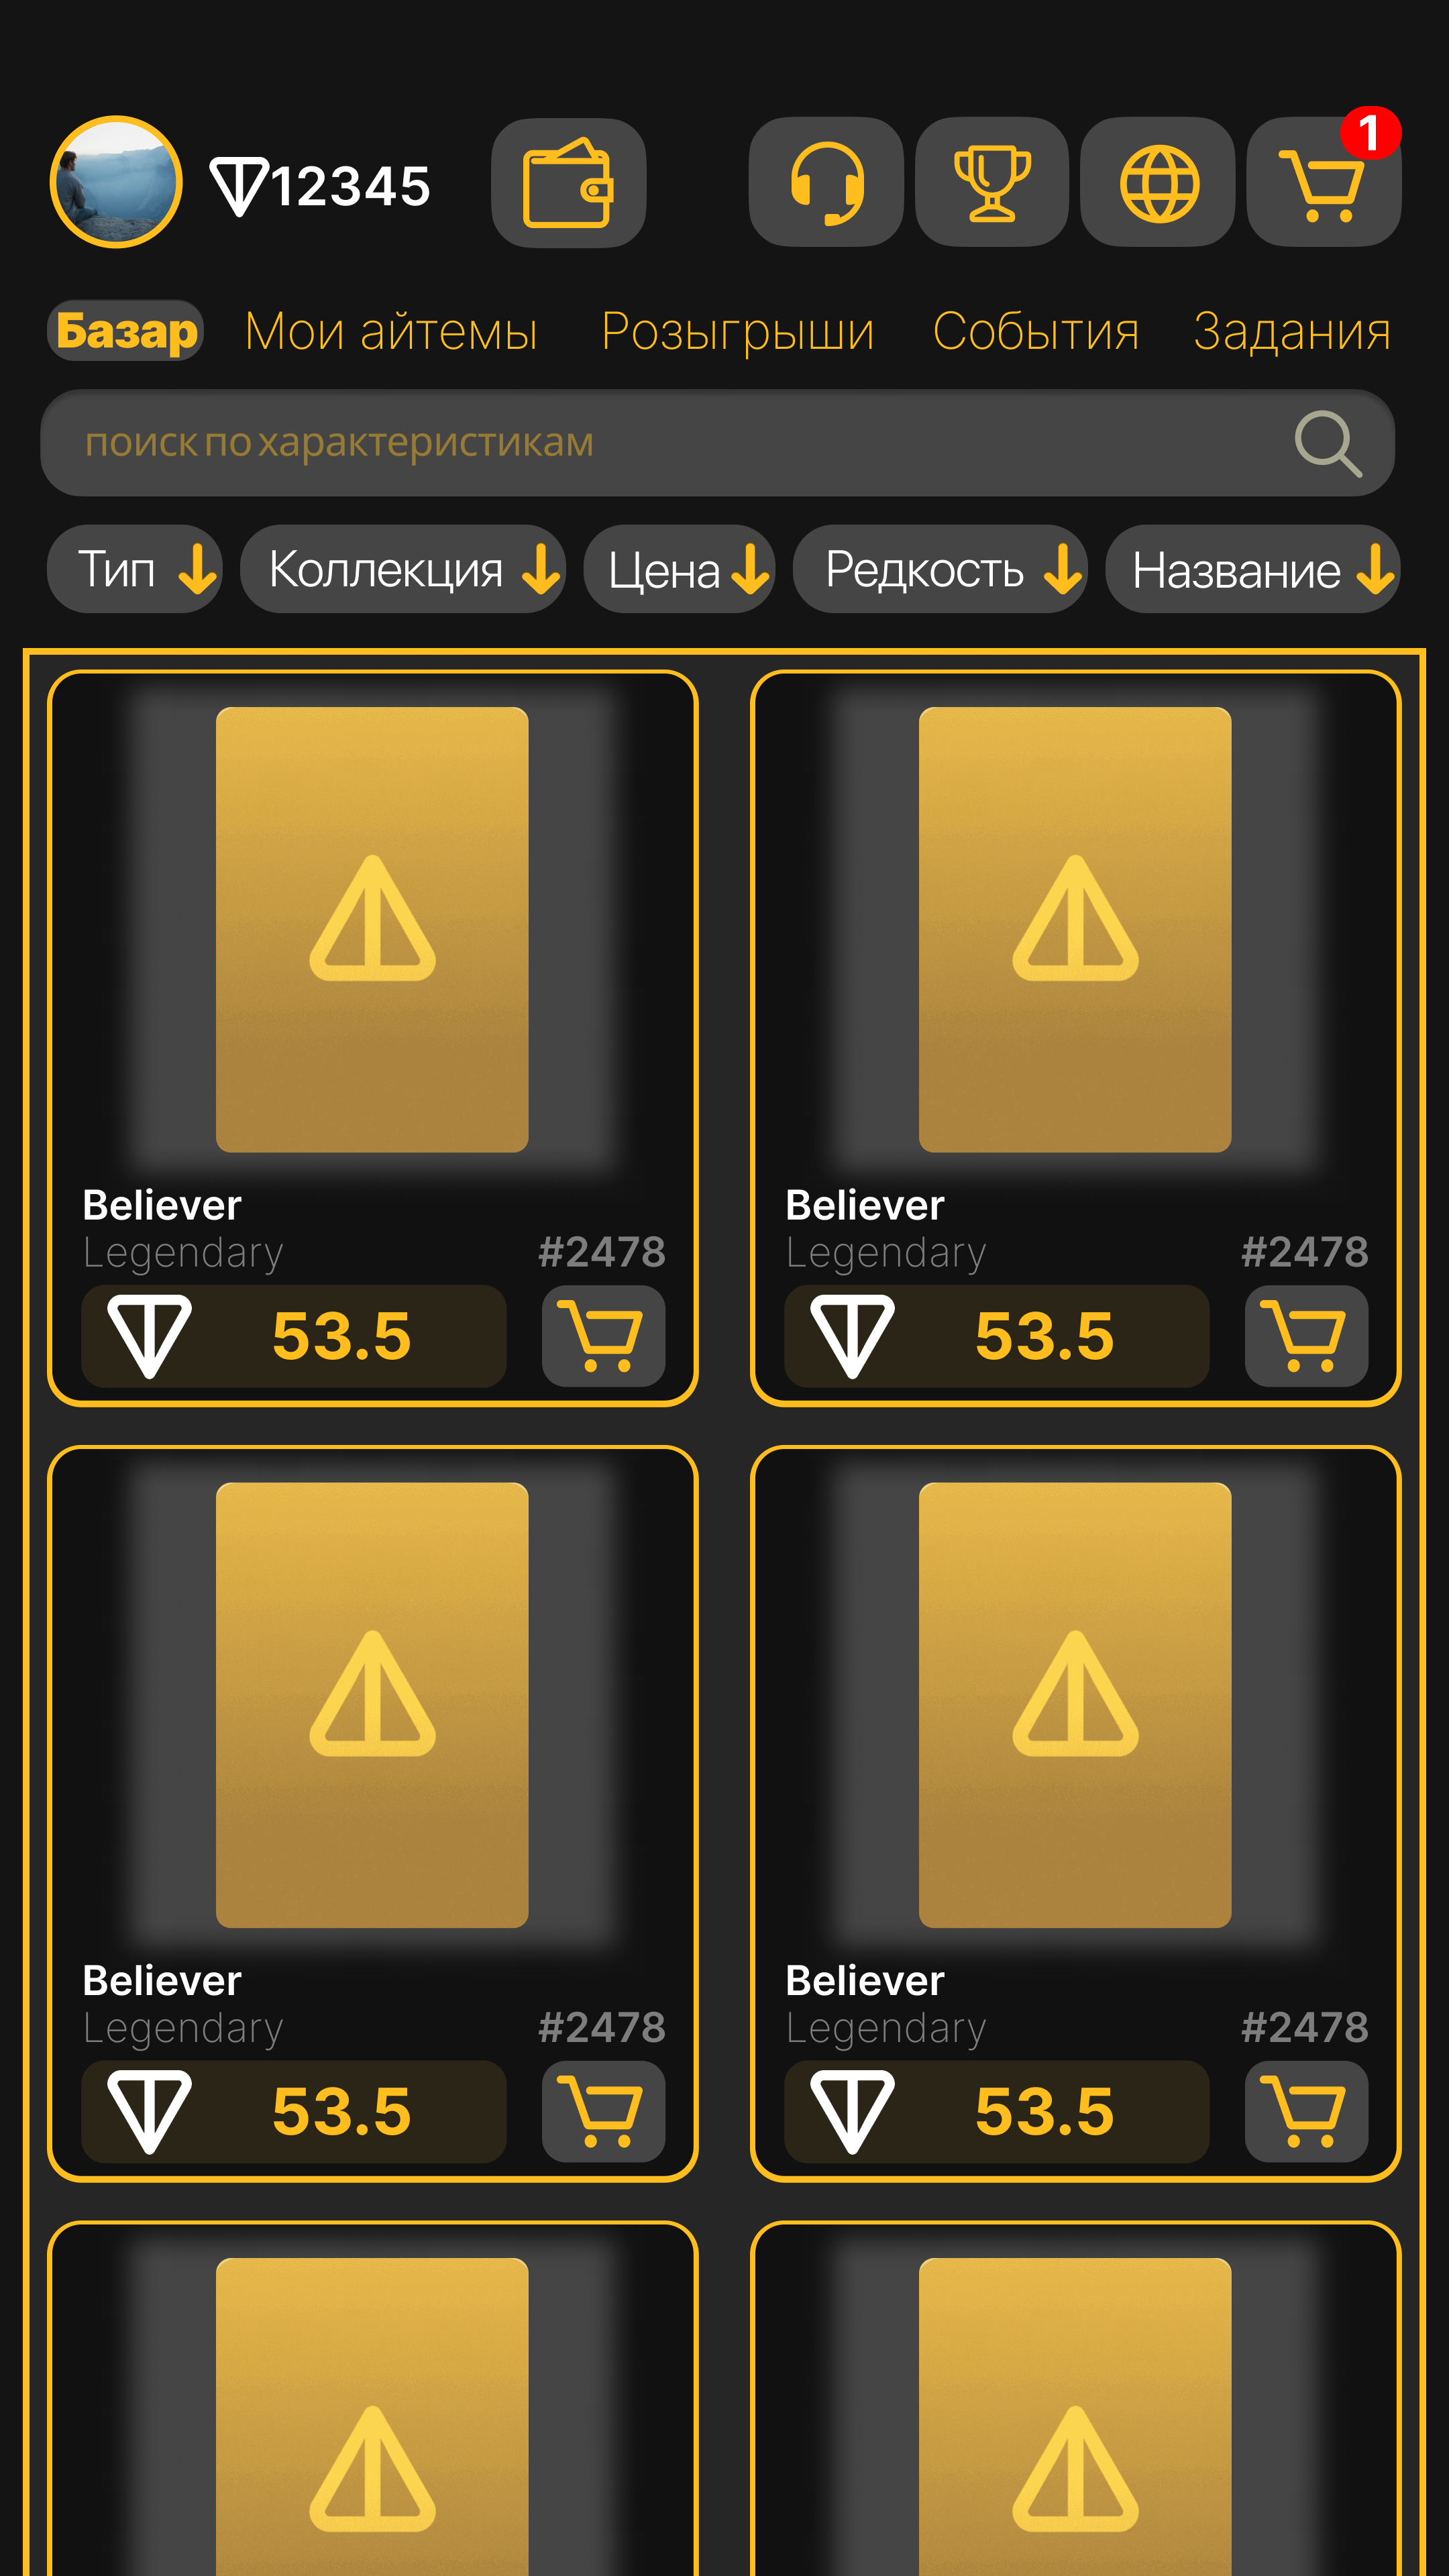 12345
1
Базар Мои айтемы Розыгрыши События Задания
поиск по характеристикам
Тип Коллекция Цена Редкость Название
Believer
Legendary #2478
53.5
Believer
Legendary #2478
53.5
Believer
Legendary #2478
53.5
Believer
Legendary #2478
53.5